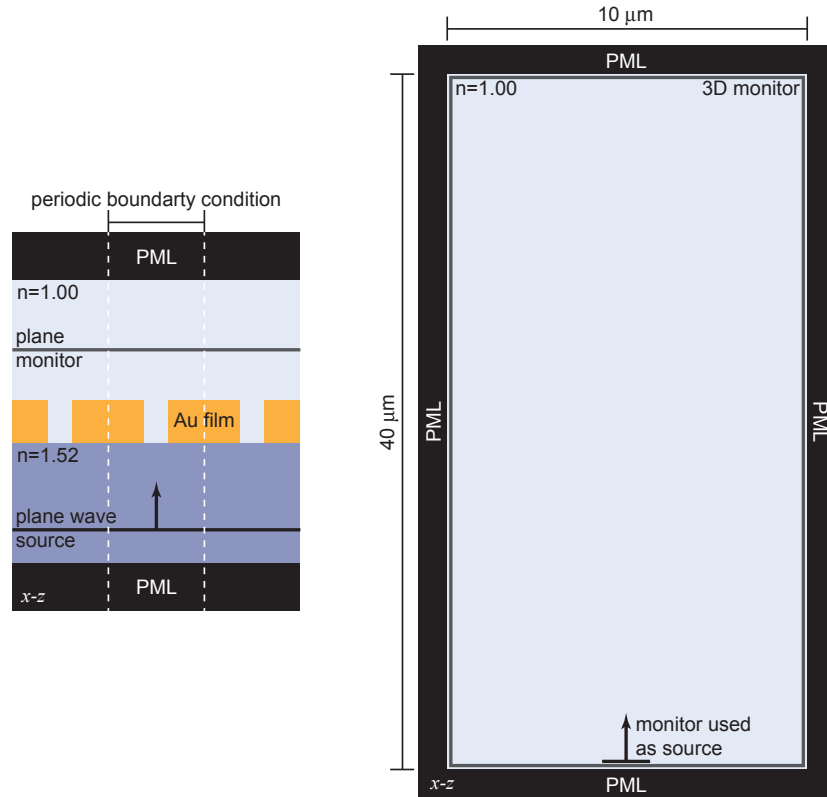 periodic boundarty condition
PML
n=1.00
plane
monitor
Au film
n=1.52
plane wave
source
PML
x-z
10 μm
PML
n=1.00 3D monitor
40 μm
PML
PML
monitor used
as source
x-z
PML